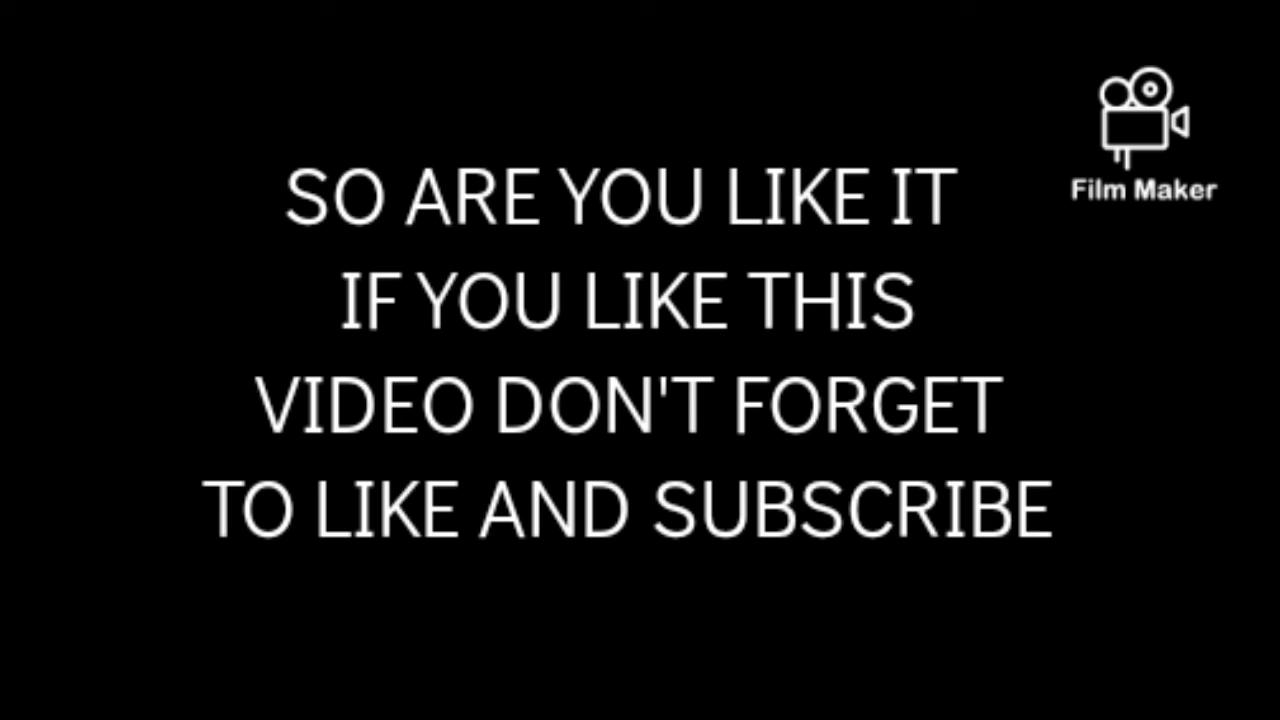 Film Maker
SO ARE YOU LIKE IT
IF YOU LIKE THIS
VIDEO DON'T FORGET
TO LIKE AND SUBSCRIBE